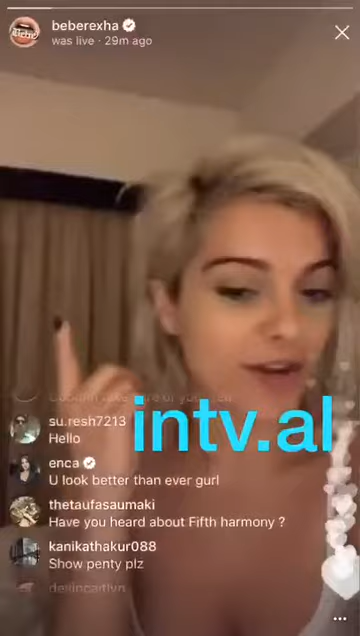 beberexha
was live · 29m ago
su.resh7213
Hello
intv.al
enca
U look better than ever gurl
thetaufasaumaki
Have you heard about Fifth harmony ?
kanikathakur088
Show penty plz